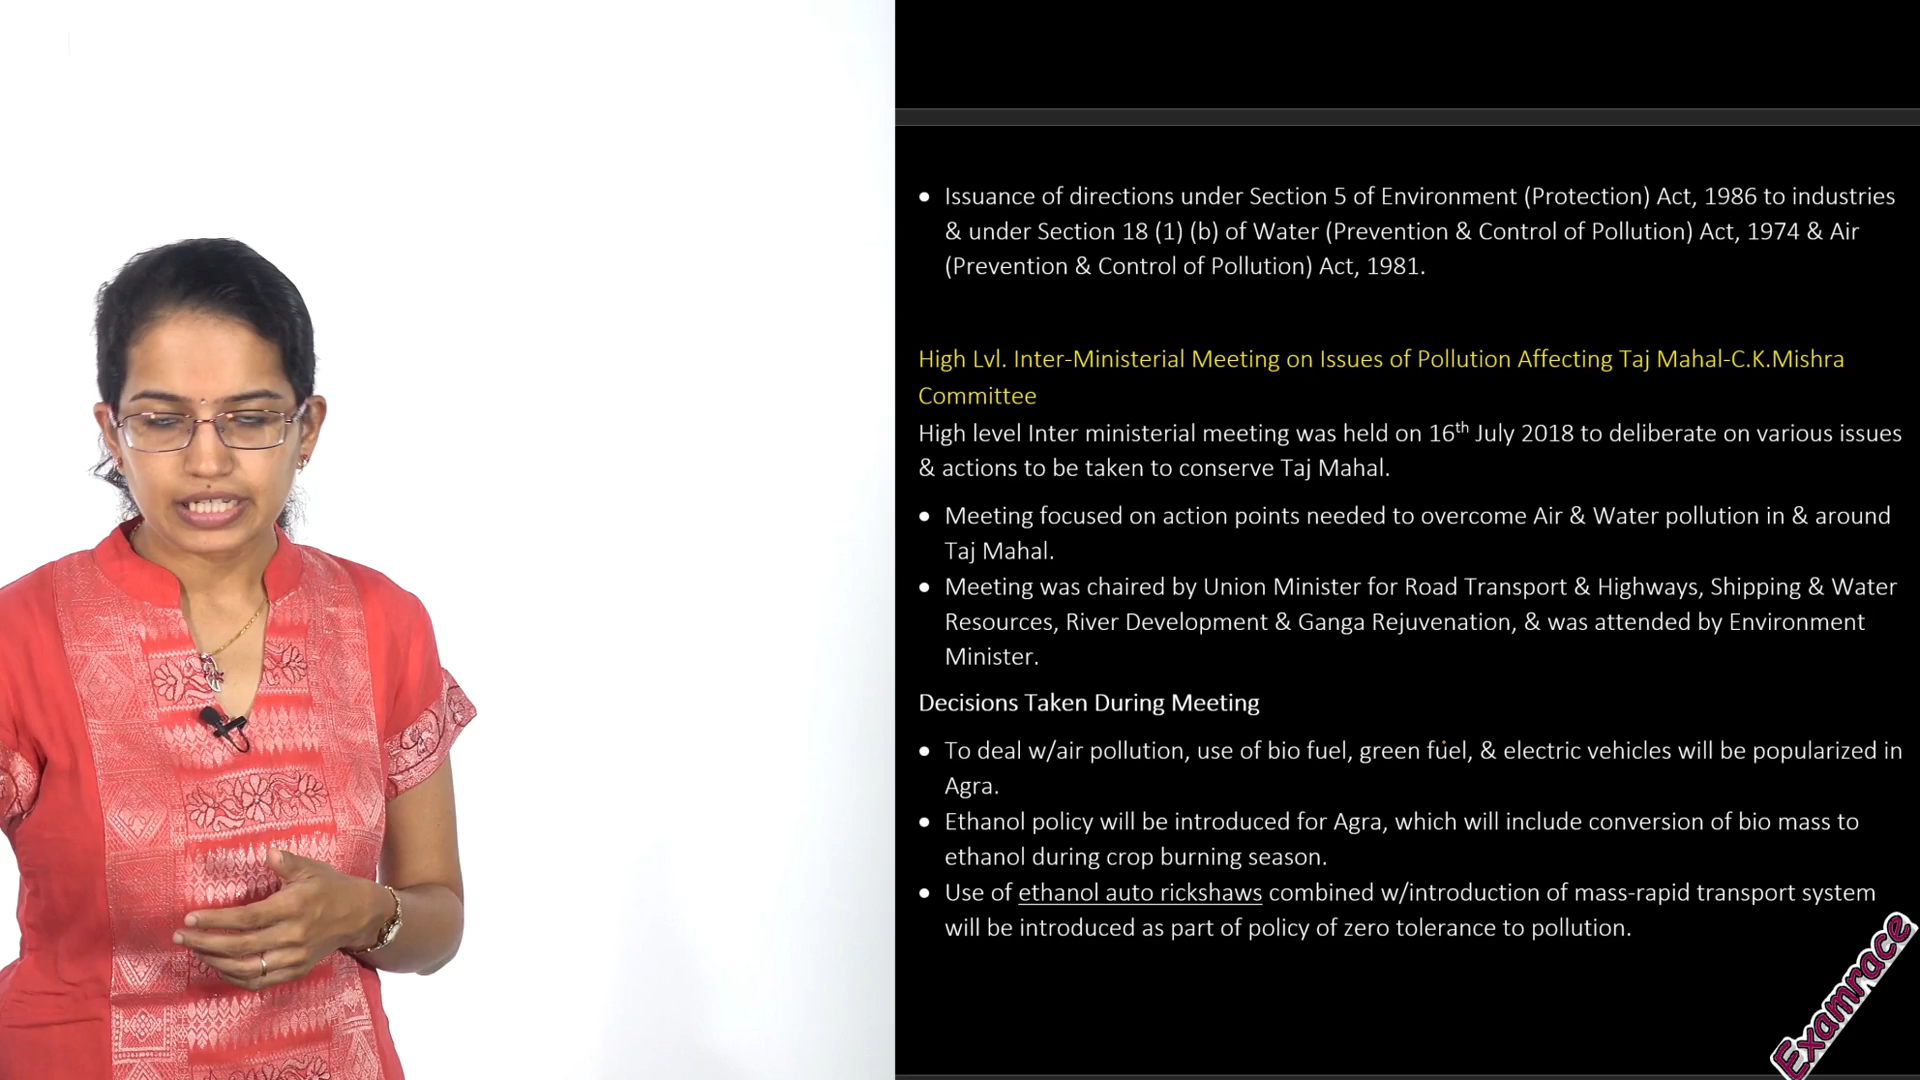 • Issuance of directions under Section 5 of Environment (Protection) Act, 1986 to industries
& under Section 18 (1) (b) of Water (Prevention & Control of Pollution) Act, 1974 & Air
(Prevention & Control of Pollution) Act, 1981.
High Lvl. Inter-Ministerial Meeting on Issues of Pollution Affecting Taj Mahal-C.K.Mishra
Committee
High level Inter ministerial meeting was held on 16th July 2018 to deliberate on various issues
& actions to be taken to conserve Taj Mahal.
• Meeting focused on action points needed to overcome Air & Water pollution in & around
Taj Mahal.
• Meeting was chaired by Union Minister for Road Transport & Highways, Shipping & Water
Resources, River Development & Ganga Rejuvenation, & was attended by Environment
Minister.
Decisions Taken During Meeting
• To deal w/air pollution, use of bio fuel, green fuel, & electric vehicles will be popularized in
Agra.
• Ethanol policy will be introduced for Agra, which will include conversion of bio mass to
ethanol during crop burning season.
• Use of ethanol auto rickshaws combined w/introduction of mass-rapid transport system
will be introduced as part of policy of zero tolerance to pollution.
Examrace